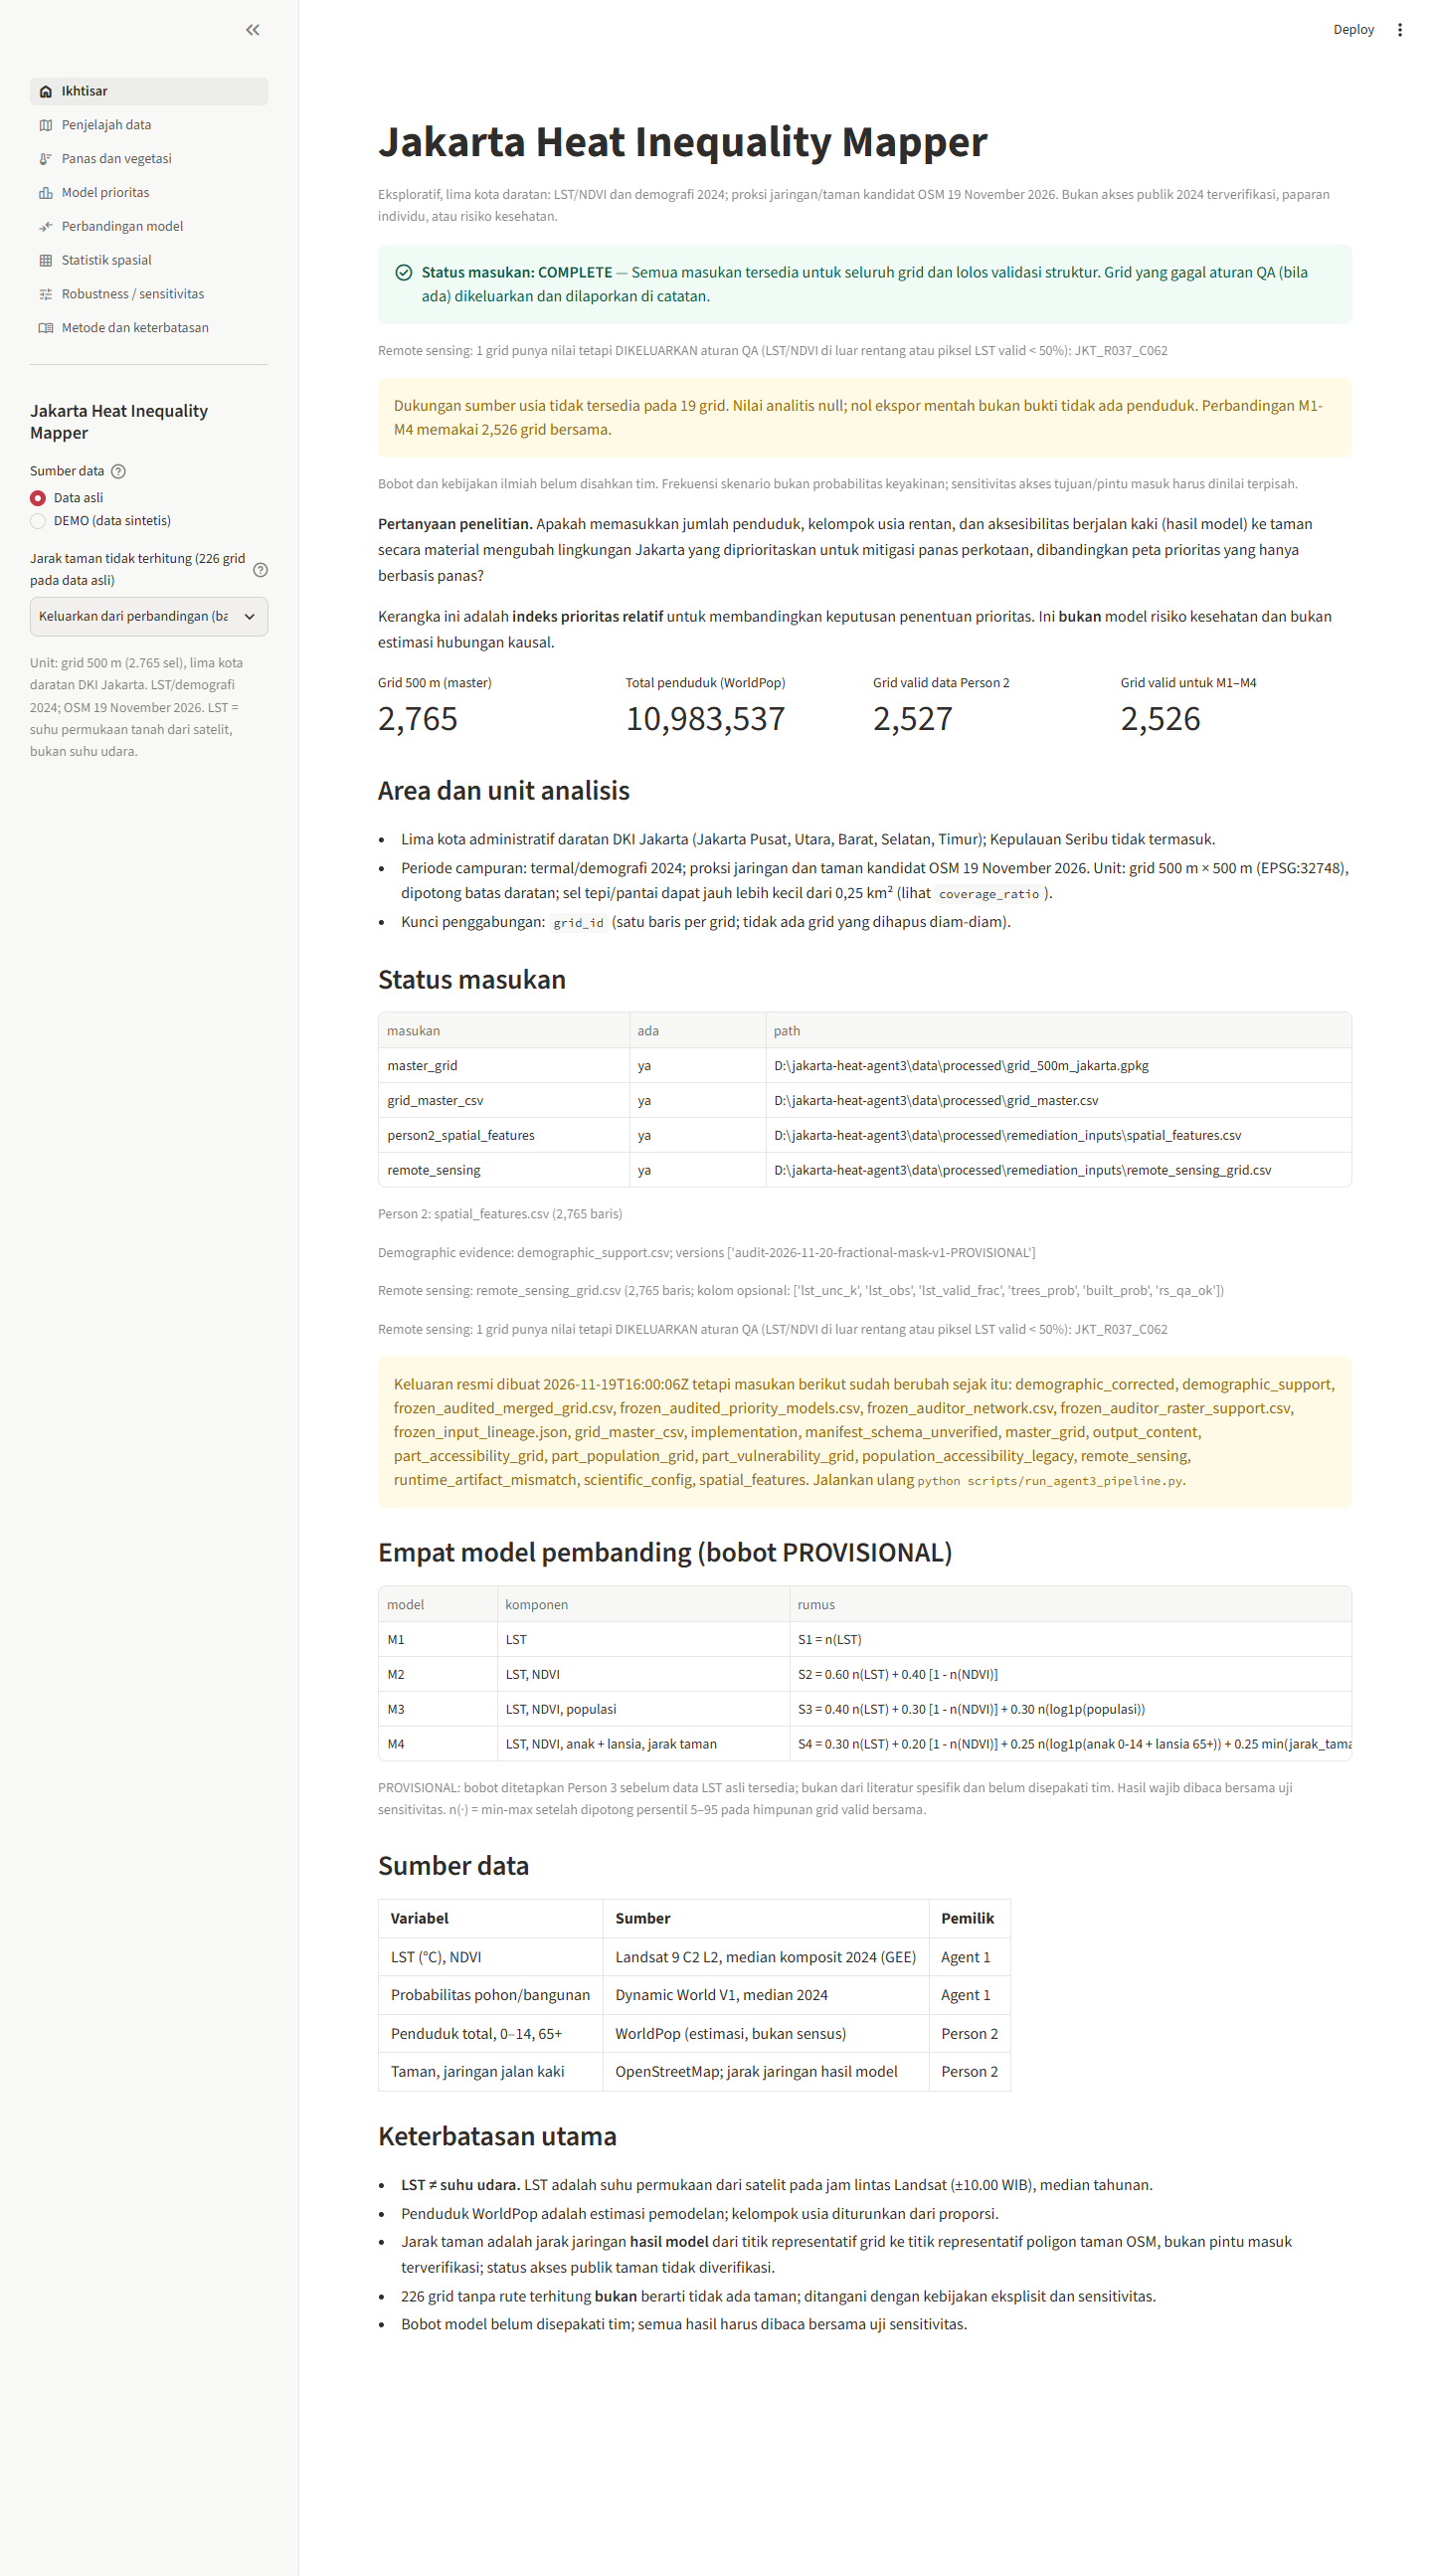 Deploy
Ikhtisar
Penjelajah data
Panas dan vegetasi
Model prioritas
Perbandingan model
Statistik spasial
Robustness / sensitivitas
Metode dan keterbatasan
Jakarta Heat Inequality
Mapper
Sumber data
Data asli
DEMO (data sintetis)
Jarak taman tidak terhitung (226 grid
pada data asli)
Keluarkan dari perbandingan (ba
Unit: grid 500 m (2.765 sel), lima kota
daratan DKI Jakarta. LST/demografi
2024; OSM 19 November 2026. LST =
suhu permukaan tanah dari satelit,
bukan suhu udara.
Jakarta Heat Inequality Mapper
Eksploratif, lima kota daratan: LST/NDVI dan demografi 2024; proksi jaringan/taman kandidat OSM 19 November 2026. Bukan akses publik 2024 terverifikasi, paparan
individu, atau risiko kesehatan.
Status masukan: COMPLETE — Semua masukan tersedia untuk seluruh grid dan lolos validasi struktur. Grid yang gagal aturan QA (bila
ada) dikeluarkan dan dilaporkan di catatan.
Remote sensing: 1 grid punya nilai tetapi DIKELUARKAN aturan QA (LST/NDVI di luar rentang atau piksel LST valid < 50%): JKT_R037_C062
Dukungan sumber usia tidak tersedia pada 19 grid. Nilai analitis null; nol ekspor mentah bukan bukti tidak ada penduduk. Perbandingan M1-
M4 memakai 2,526 grid bersama.
Bobot dan kebijakan ilmiah belum disahkan tim. Frekuensi skenario bukan probabilitas keyakinan; sensitivitas akses tujuan/pintu masuk harus dinilai terpisah.
Pertanyaan penelitian. Apakah memasukkan jumlah penduduk, kelompok usia rentan, dan aksesibilitas berjalan kaki (hasil model) ke taman
secara material mengubah lingkungan Jakarta yang diprioritaskan untuk mitigasi panas perkotaan, dibandingkan peta prioritas yang hanya
berbasis panas?
Kerangka ini adalah indeks prioritas relatif untuk membandingkan keputusan penentuan prioritas. Ini bukan model risiko kesehatan dan bukan
estimasi hubungan kausal.
Grid 500 m (master)
2,765
Total penduduk (WorldPop)
10,983,537
Grid valid data Person 2
2,527
Grid valid untuk M1–M4
2,526
Area dan unit analisis
• Lima kota administratif daratan DKI Jakarta (Jakarta Pusat, Utara, Barat, Selatan, Timur); Kepulauan Seribu tidak termasuk.
• Periode campuran: termal/demografi 2024; proksi jaringan dan taman kandidat OSM 19 November 2026. Unit: grid 500 m × 500 m (EPSG:32748),
dipotong batas daratan; sel tepi/pantai dapat jauh lebih kecil dari 0,25 km² (lihat coverage_ratio ).
• Kunci penggabungan: grid_id (satu baris per grid; tidak ada grid yang dihapus diam-diam).
Status masukan
masukan ada path
master_grid ya D:\jakarta-heat-agent3\data\processed\grid_500m_jakarta.gpkg
grid_master_csv ya D:\jakarta-heat-agent3\data\processed\grid_master.csv
person2_spatial_features ya D:\jakarta-heat-agent3\data\processed\remediation_inputs\spatial_features.csv
remote_sensing ya D:\jakarta-heat-agent3\data\processed\remediation_inputs\remote_sensing_grid.csv
Person 2: spatial_features.csv (2,765 baris)
Demographic evidence: demographic_support.csv; versions ['audit-2026-11-20-fractional-mask-v1-PROVISIONAL']
Remote sensing: remote_sensing_grid.csv (2,765 baris; kolom opsional: ['lst_unc_k', 'lst_obs', 'lst_valid_frac', 'trees_prob', 'built_prob', 'rs_qa_ok'])
Remote sensing: 1 grid punya nilai tetapi DIKELUARKAN aturan QA (LST/NDVI di luar rentang atau piksel LST valid < 50%): JKT_R037_C062
Keluaran resmi dibuat 2026-11-19T16:00:06Z tetapi masukan berikut sudah berubah sejak itu: demographic_corrected, demographic_support,
frozen_audited_merged_grid.csv, frozen_audited_priority_models.csv, frozen_auditor_network.csv, frozen_auditor_raster_support.csv,
frozen_input_lineage.json, grid_master_csv, implementation, manifest_schema_unverified, master_grid, output_content,
part_accessibility_grid, part_population_grid, part_vulnerability_grid, population_accessibility_legacy, remote_sensing,
runtime_artifact_mismatch, scientific_config, spatial_features. Jalankan ulang python scripts/run_agent3_pipeline.py.
Empat model pembanding (bobot PROVISIONAL)
model komponen rumus
M1 LST S1 = n(LST)
M2 LST, NDVI S2 = 0.60 n(LST) + 0.40 [1 - n(NDVI)]
M3 LST, NDVI, populasi S3 = 0.40 n(LST) + 0.30 [1 - n(NDVI)] + 0.30 n(log1p(populasi))
M4 LST, NDVI, anak + lansia, jarak taman S4 = 0.30 n(LST) + 0.20 [1 - n(NDVI)] + 0.25 n(log1p(anak 0-14 + lansia 65+)) + 0.25 min(jarak_tama
PROVISIONAL: bobot ditetapkan Person 3 sebelum data LST asli tersedia; bukan dari literatur spesifik dan belum disepakati tim. Hasil wajib dibaca bersama uji
sensitivitas. n(·) = min-max setelah dipotong persentil 5–95 pada himpunan grid valid bersama.
Sumber data
Variabel Sumber Pemilik
LST (°C), NDVI Landsat 9 C2 L2, median komposit 2024 (GEE) Agent 1
Probabilitas pohon/bangunan Dynamic World V1, median 2024 Agent 1
Penduduk total, 0–14, 65+ WorldPop (estimasi, bukan sensus) Person 2
Taman, jaringan jalan kaki OpenStreetMap; jarak jaringan hasil model Person 2
Keterbatasan utama
• LST ≠ suhu udara. LST adalah suhu permukaan dari satelit pada jam lintas Landsat (±10.00 WIB), median tahunan.
• Penduduk WorldPop adalah estimasi pemodelan; kelompok usia diturunkan dari proporsi.
• Jarak taman adalah jarak jaringan hasil model dari titik representatif grid ke titik representatif poligon taman OSM, bukan pintu masuk
terverifikasi; status akses publik taman tidak diverifikasi.
• 226 grid tanpa rute terhitung bukan berarti tidak ada taman; ditangani dengan kebijakan eksplisit dan sensitivitas.
• Bobot model belum disepakati tim; semua hasil harus dibaca bersama uji sensitivitas.